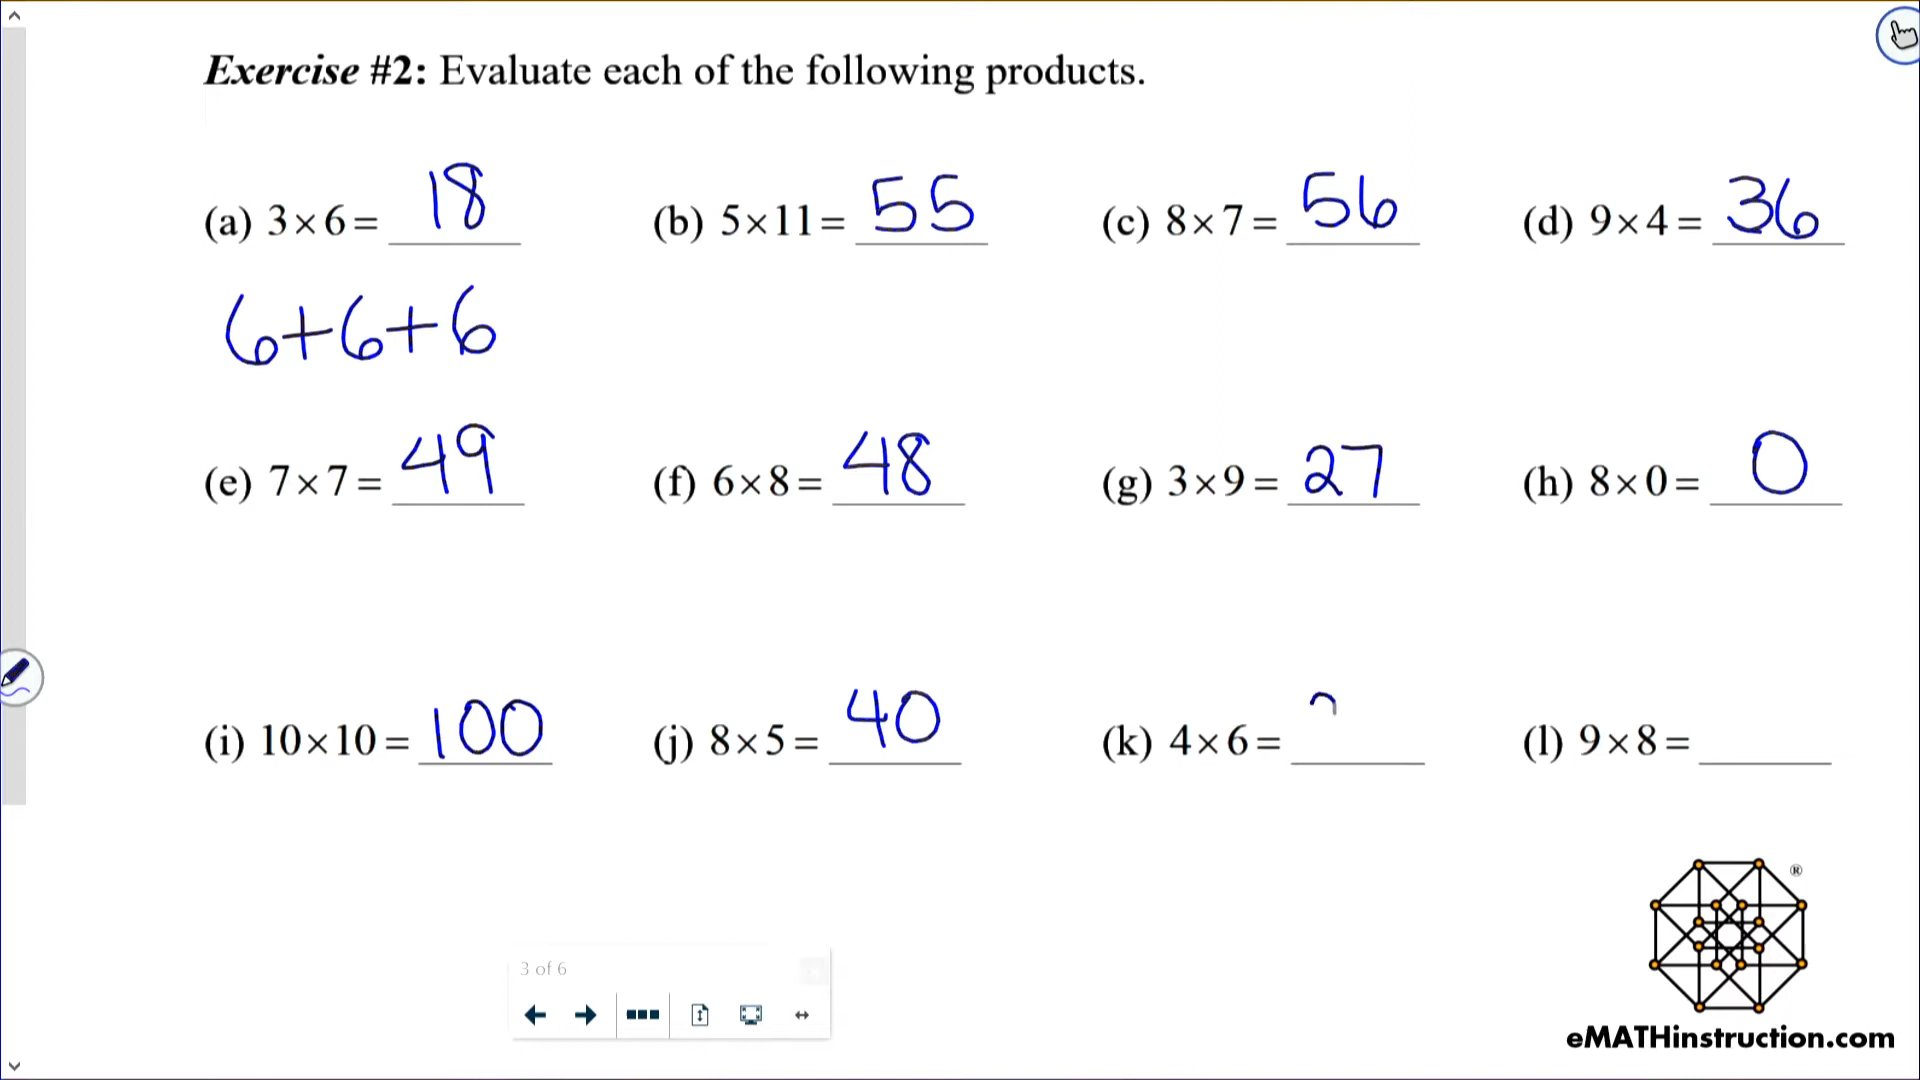 Exercise #2: Evaluate each of the following products.
(a) 3×6= 18 (b) 5×11= 55 (c) 8×7= 56 (d) 9×4= 36
6+6+6
(e) 7×7= 49 (f) 6×8= 48 (g) 3×9= 27 (h) 8×0= 0
(i) 10×10= 100 (j) 8×5= 40 (k) 4×6= (l) 9×8=
®
3 of 6
eMATHinstruction.com